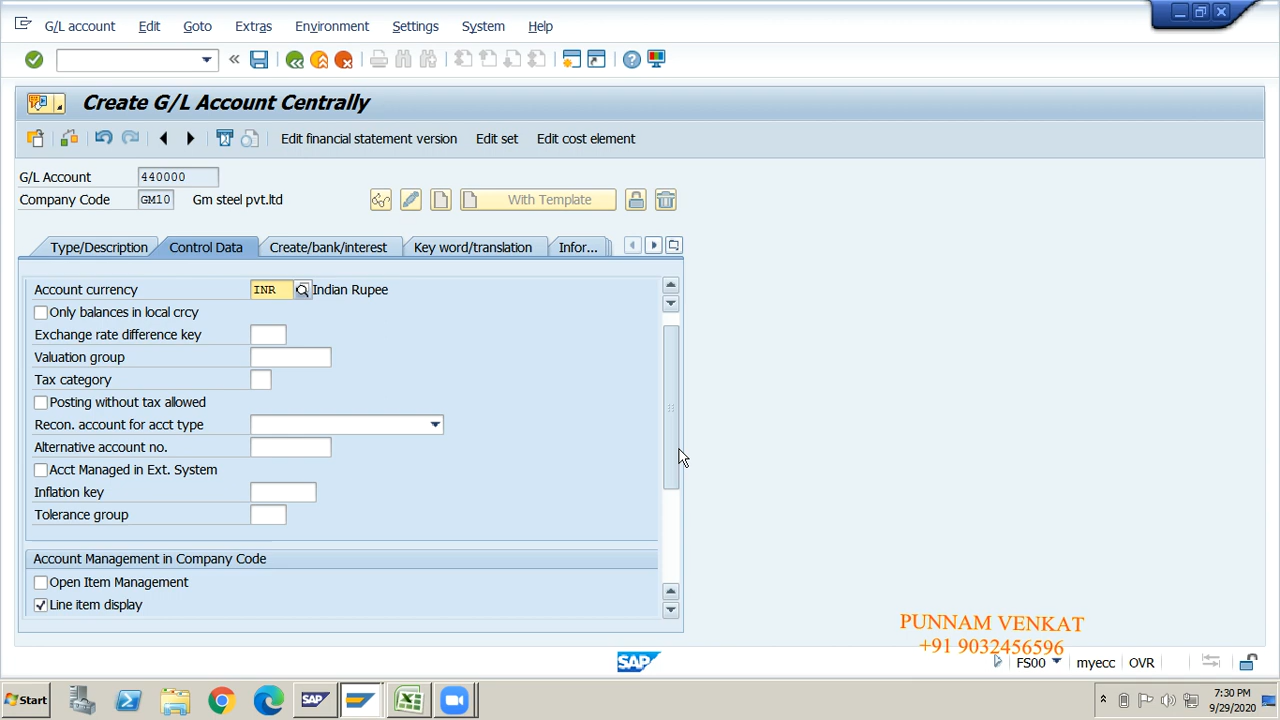 G/L account Edit Goto Extras Environment Settings System Help
Create G/L Account Centrally
Edit financial statement version Edit set Edit cost element
G/L Account 440000
Company Code GM10 Gm steel pvt.ltd With Template
Type/Description Control Data Create/bank/interest Key word/translation Infor...
Account currency INR Indian Rupee
Only balances in local crcy
Exchange rate difference key
Valuation group
Tax category
Posting without tax allowed
Recon. account for acct type
Alternative account no.
Acct Managed in Ext. System
Inflation key
Tolerance group
Account Management in Company Code
Open Item Management
Line item display
PUNNAM VENKAT
+91 9032456596
SAP FS00 myecc OVR
Start SAP 7:30 PM
9/29/2020